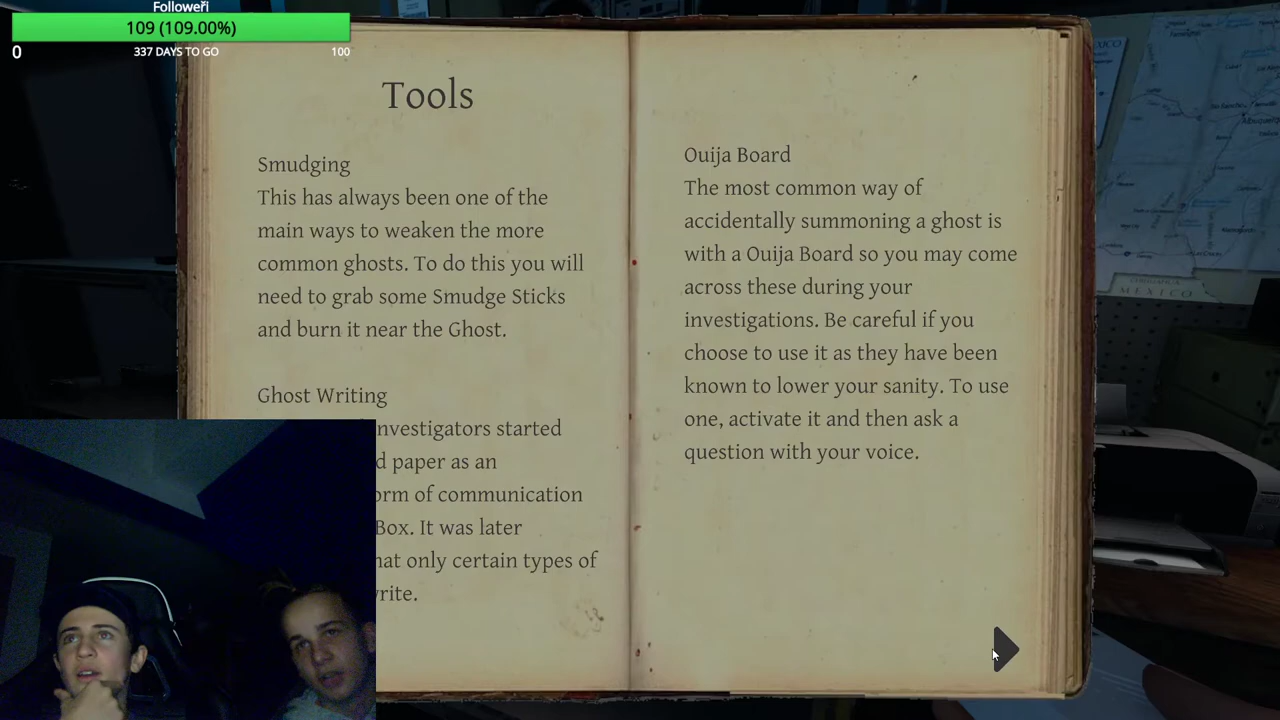 Followeři
109 (109.00%)
0
337 DAYS TO GO
100
Tools
Smudging
This has always been one of the
main ways to weaken the more
common ghosts. To do this you will
need to grab some Smudge Sticks
and burn it near the Ghost.
Ghost Writing
nvestigators started
d paper as an
orm of communication
Box. It was later
hat only certain types of
write.
Ouija Board
The most common way of
accidentally summoning a ghost is
with a Ouija Board so you may come
across these during your
investigations. Be careful if you
choose to use it as they have been
known to lower your sanity. To use
one, activate it and then ask a
question with your voice.
MEXICO